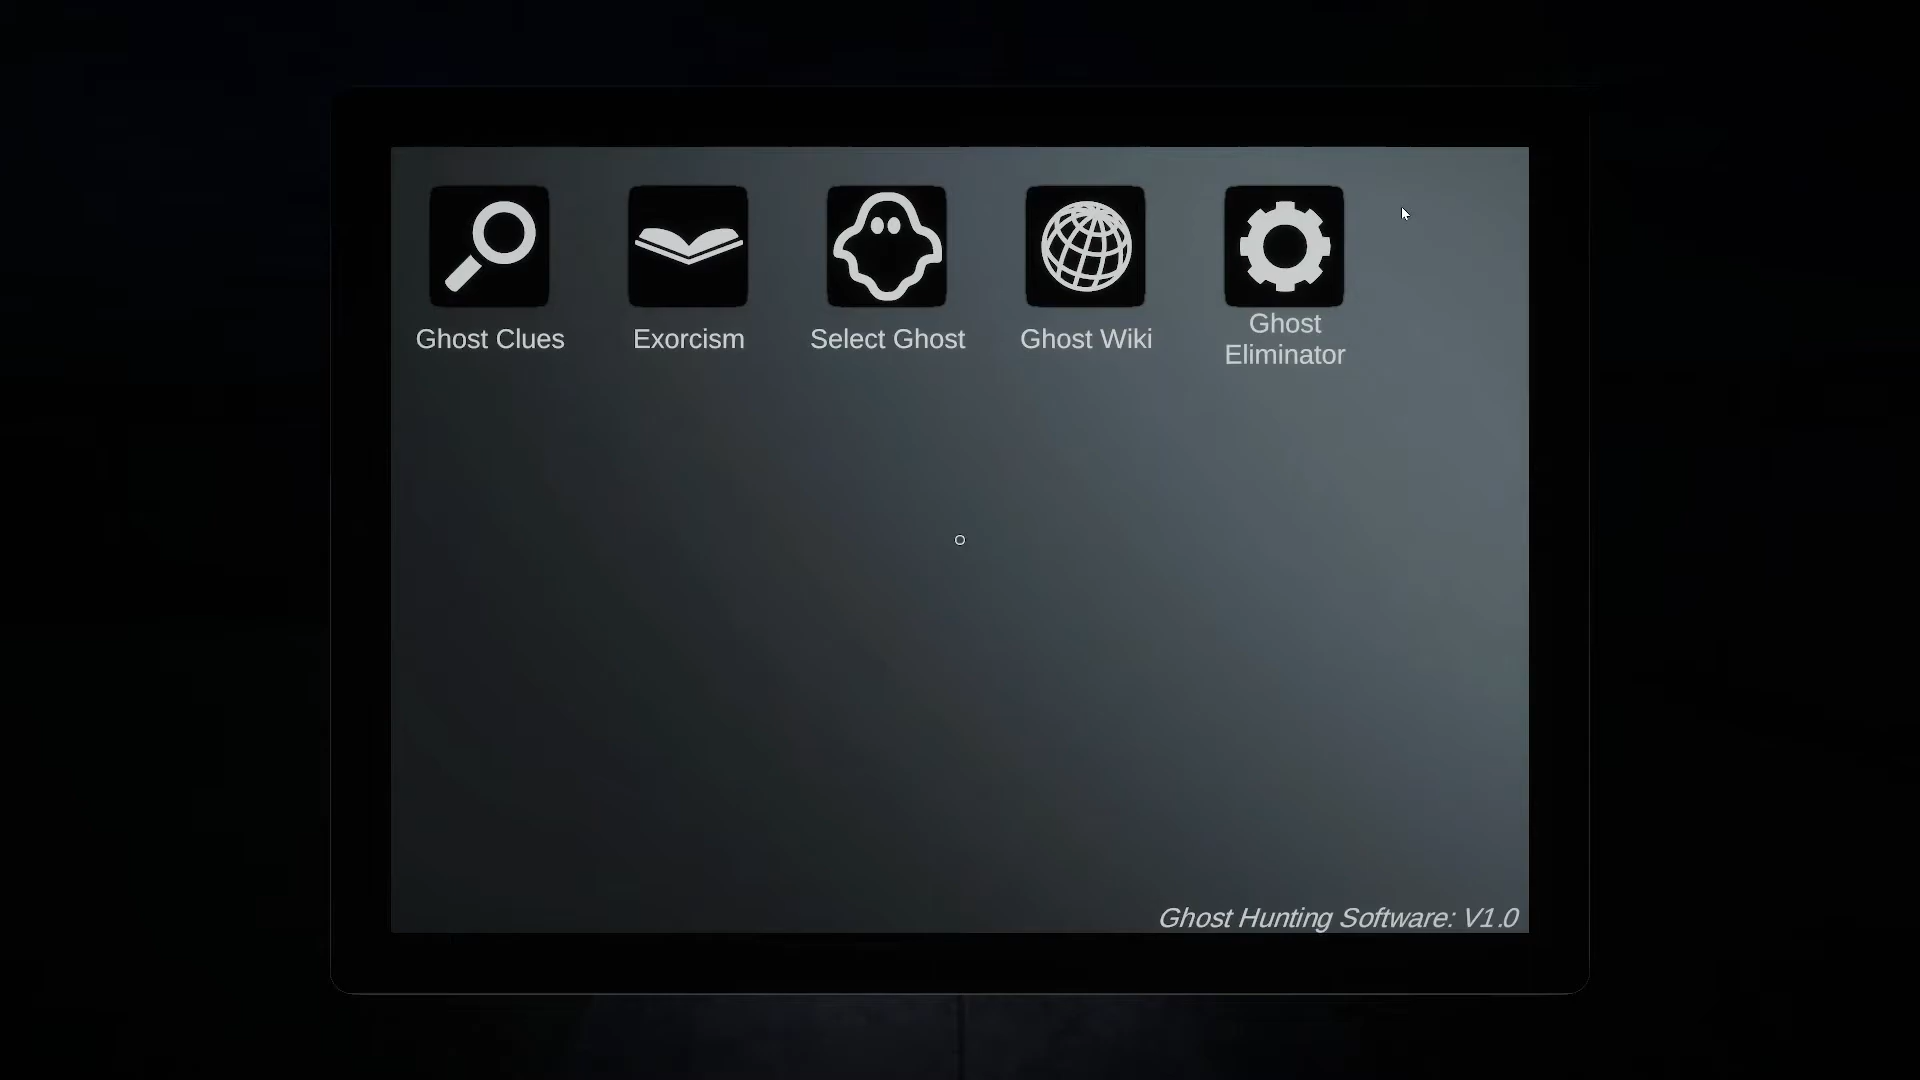 Ghost Clues
Exorcism
Select Ghost
Ghost Wiki
Ghost
Eliminator
Ghost Hunting Software: V1.0